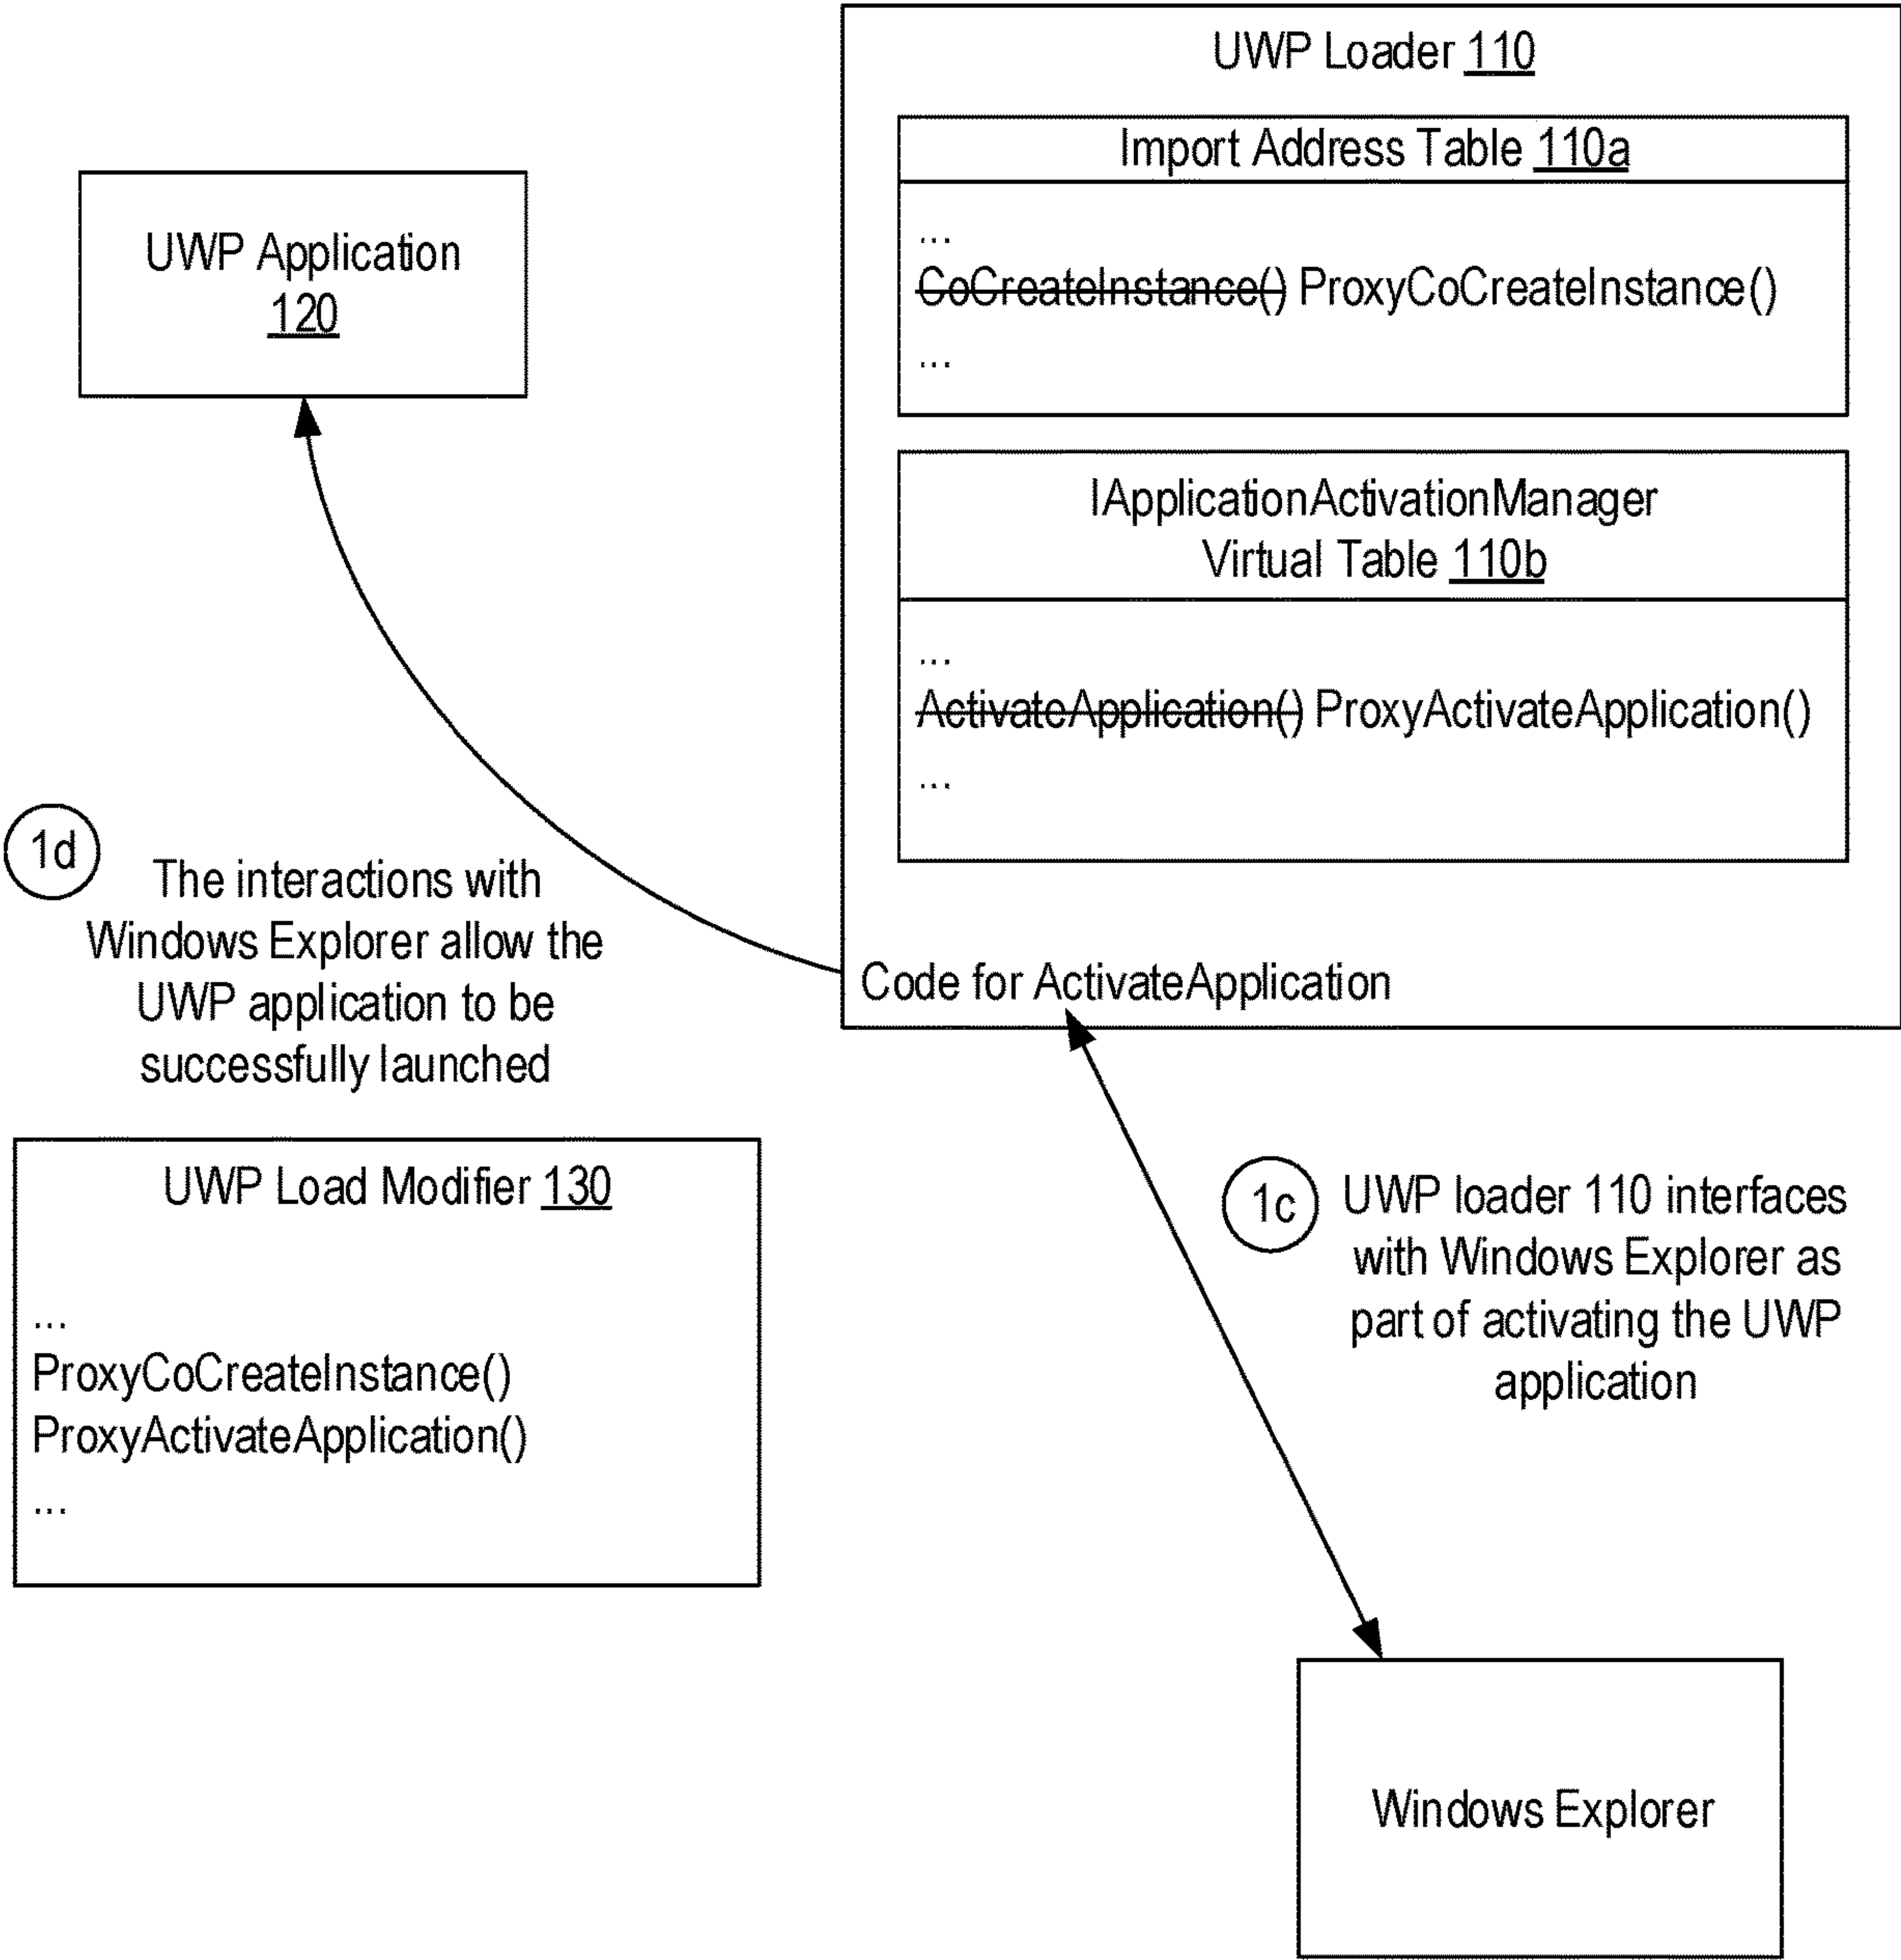 UWP Loader 110
Import Address Table 110a
...
CoCreateInstance() ProxyCoCreateInstance()
...
IApplicationActivationManager
Virtual Table 110b
...
ActivateApplication() ProxyActivateApplication()
...
Code for ActivateApplication
UWP Application
120
1d
The interactions with
Windows Explorer allow the
UWP application to be
successfully launched
UWP Load Modifier 130
...
ProxyCoCreateInstance()
ProxyActivateApplication()
...
1c
UWP loader 110 interfaces
with Windows Explorer as
part of activating the UWP
application
Windows Explorer